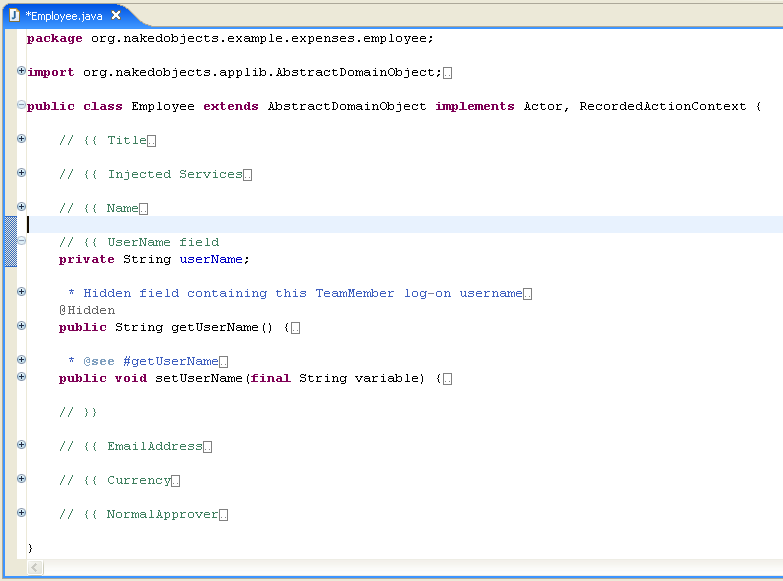 *Employee.java
package org.nakedobjects.example.expenses.employee;
import org.nakedobjects.applib.AbstractDomainObject;
public class Employee extends AbstractDomainObject implements Actor, RecordedActionContext {
// {{ Title
// {{ Injected Services
// {{ Name
// {{ UserName field
private String userName;
* Hidden field containing this TeamMember log-on username
@Hidden
public String getUserName() {
* @see #getUserName
public void setUserName(final String variable) {
// }}
// {{ EmailAddress
// {{ Currency
// {{ NormalApprover
}